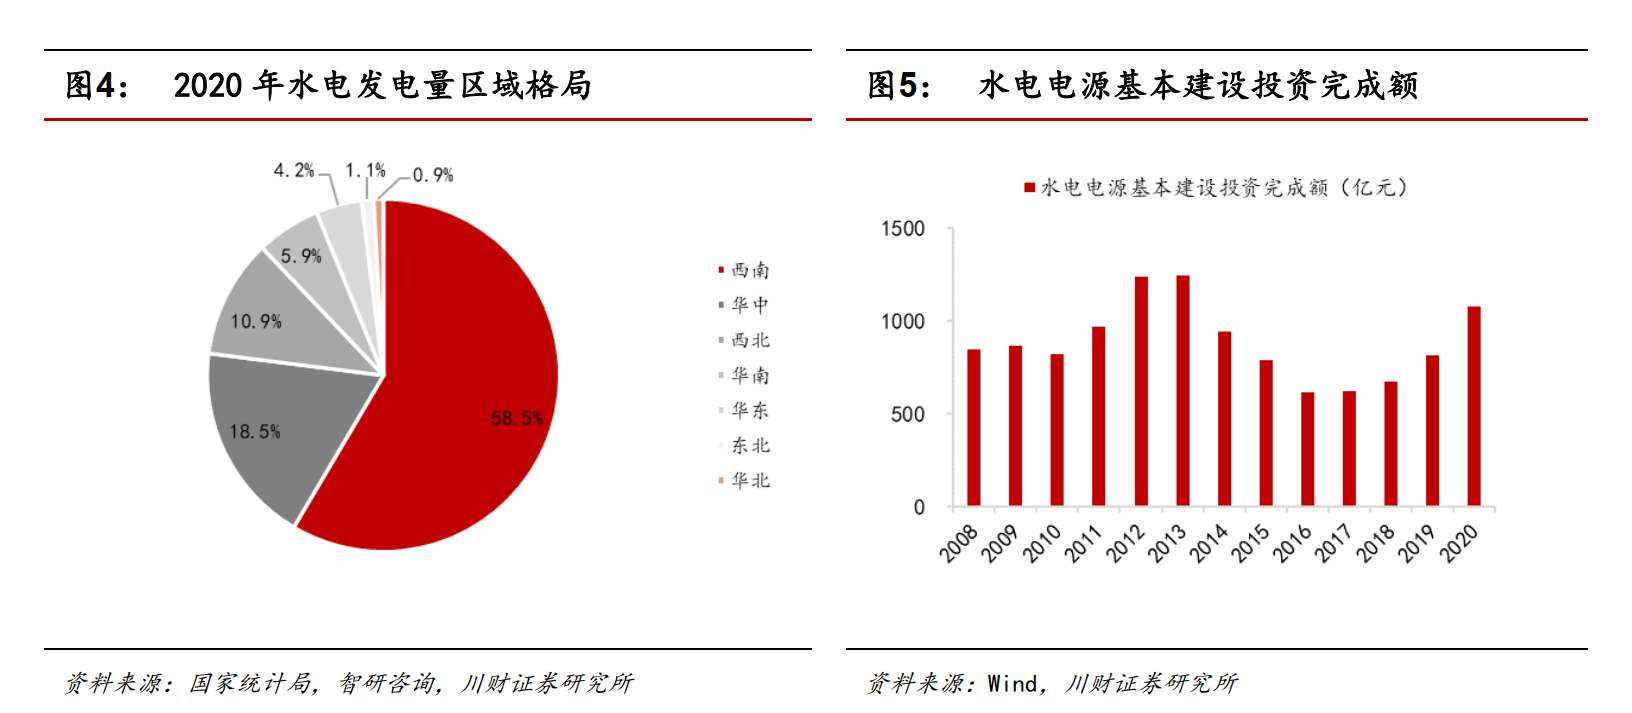 图4： 2020 年水电发电量区域格局
4.2%
1.1%
0.9%
5.9%
10.9%
18.5%
58.5%
西南
华中
西北
华南
华东
东北
华北
资料来源：国家统计局，智研咨询，川财证券研究所
图5： 水电电源基本建设投资完成额
水电电源基本建设投资完成额（亿元）
1500
1000
500
0
2008
2009
2010
2011
2012
2013
2014
2015
2016
2017
2018
2019
2020
资料来源：Wind，川财证券研究所